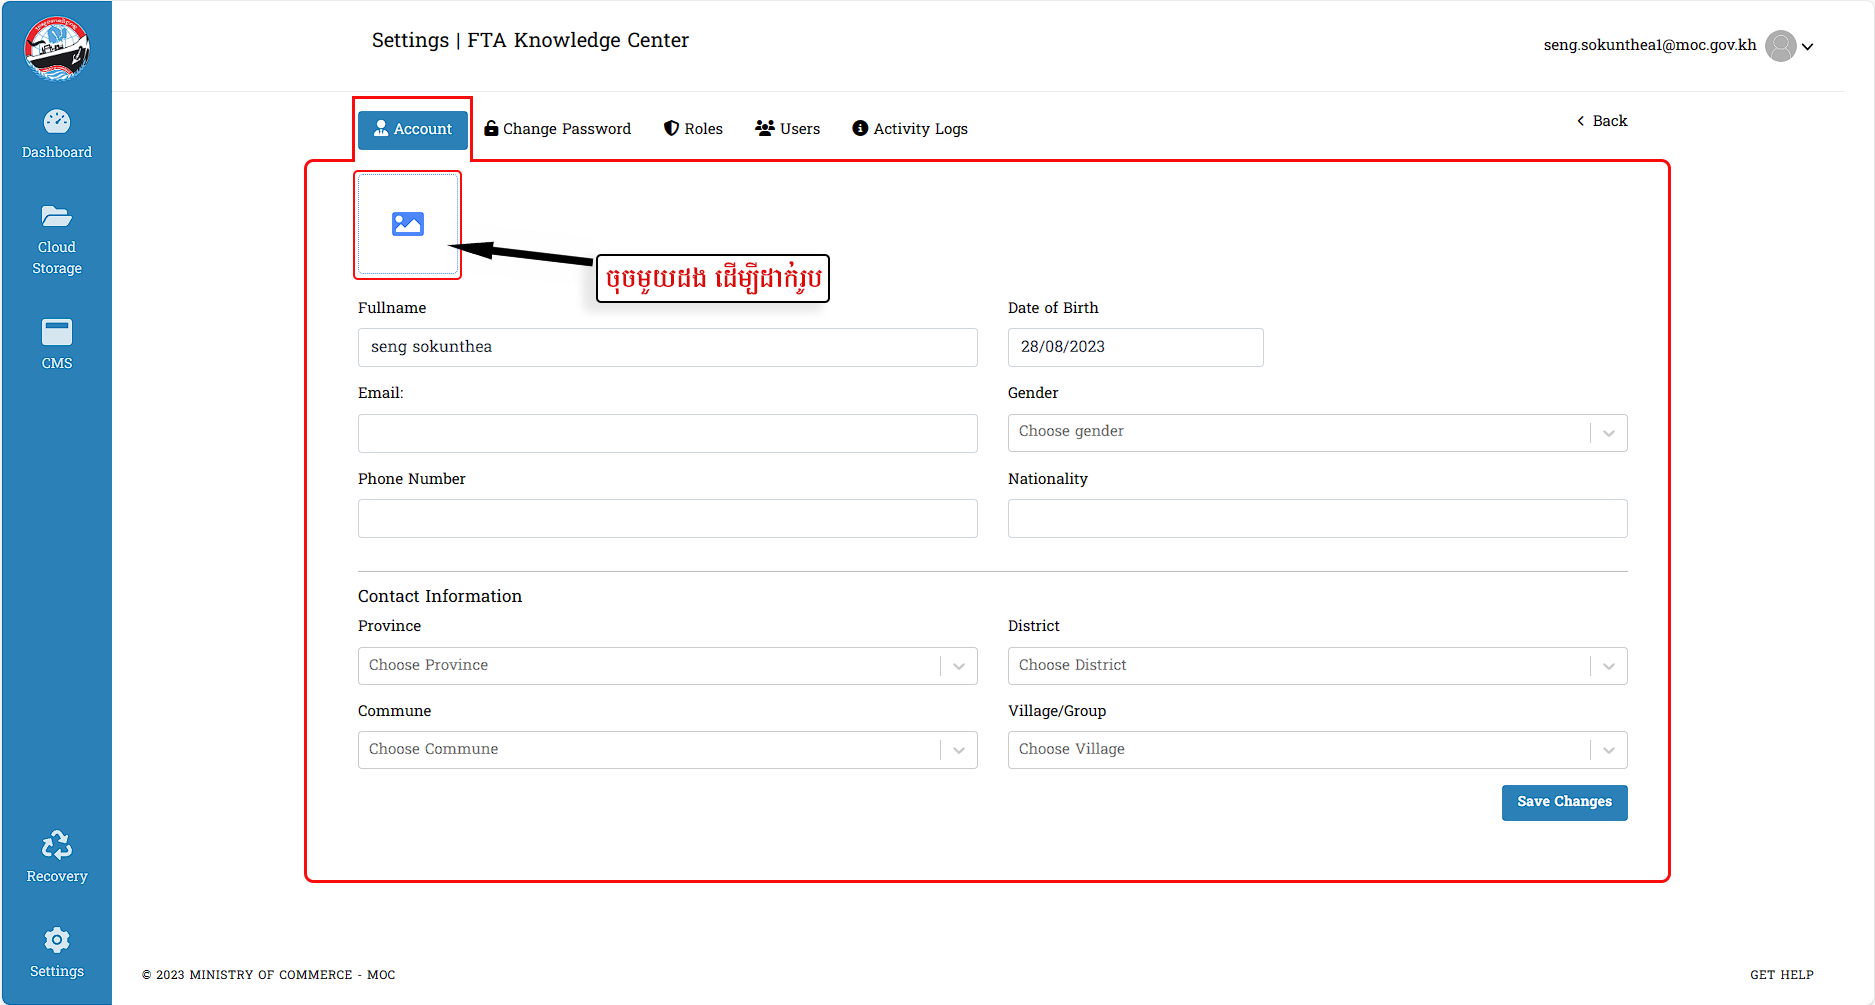 Settings | FTA Knowledge Center
seng.sokunthea1@moc.gov.kh
Dashboard
Cloud
Storage
CMS
Recovery
Settings
Account
Change Password
Roles
Users
Activity Logs
Back
ចុចមួយដង ដើម្បីដាក់រូប
Fullname
seng sokunthea
Date of Birth
28/08/2023
Email:
Gender
Choose gender
Phone Number
Nationality
Contact Information
Province
Choose Province
District
Choose District
Commune
Choose Commune
Village/Group
Choose Village
Save Changes
© 2023 MINISTRY OF COMMERCE - MOC
GET HELP